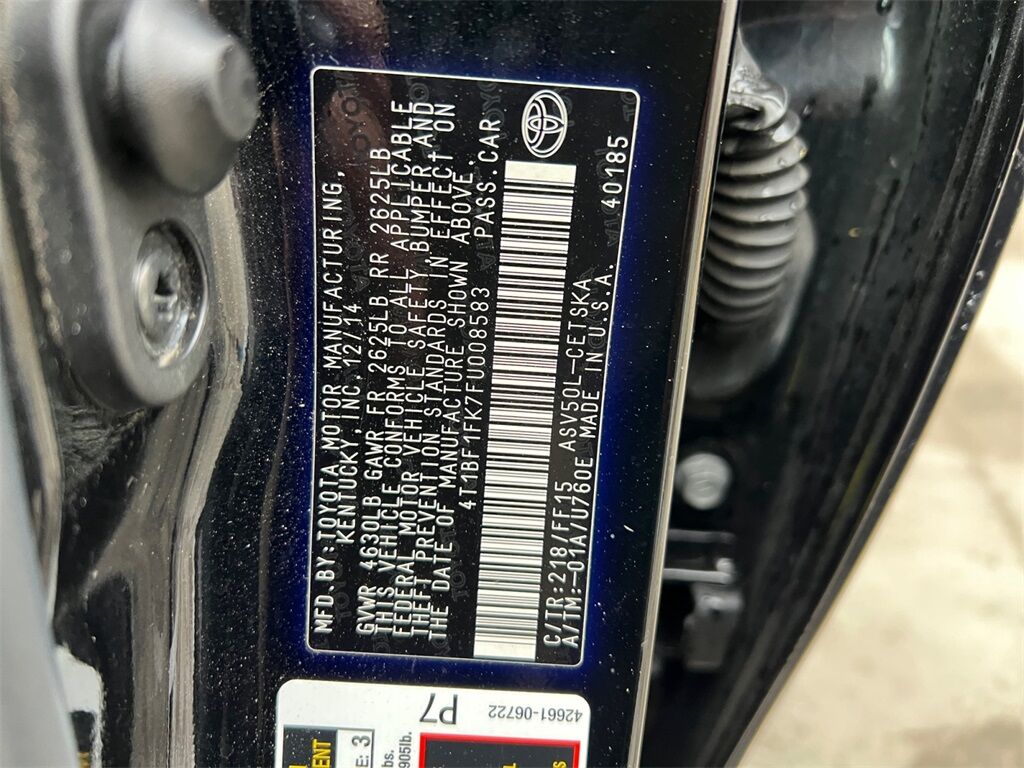 MFD. BY: TOYOTA MOTOR MANUFACTURING,
KENTUCKY, INC. 12/14
GVWR 4630LB GAWR FR 2625LB RR 2625LB
THIS VEHICLE CONFORMS TO ALL APPLICABLE
FEDERAL MOTOR VEHICLE SAFETY, BUMPER AND
THEFT PREVENTION STANDARDS IN EFFECT ON
THE DATE OF MANUFACTURE SHOWN ABOVE.
4T1BF1FK7FU008583 PASS. CAR
C/TR: 218/FF15 ASV50L-CETSKA
A/TM: -01A/U760E MADE IN U.S.A. 40185
42661-06722
P7
E: 3
905lb.